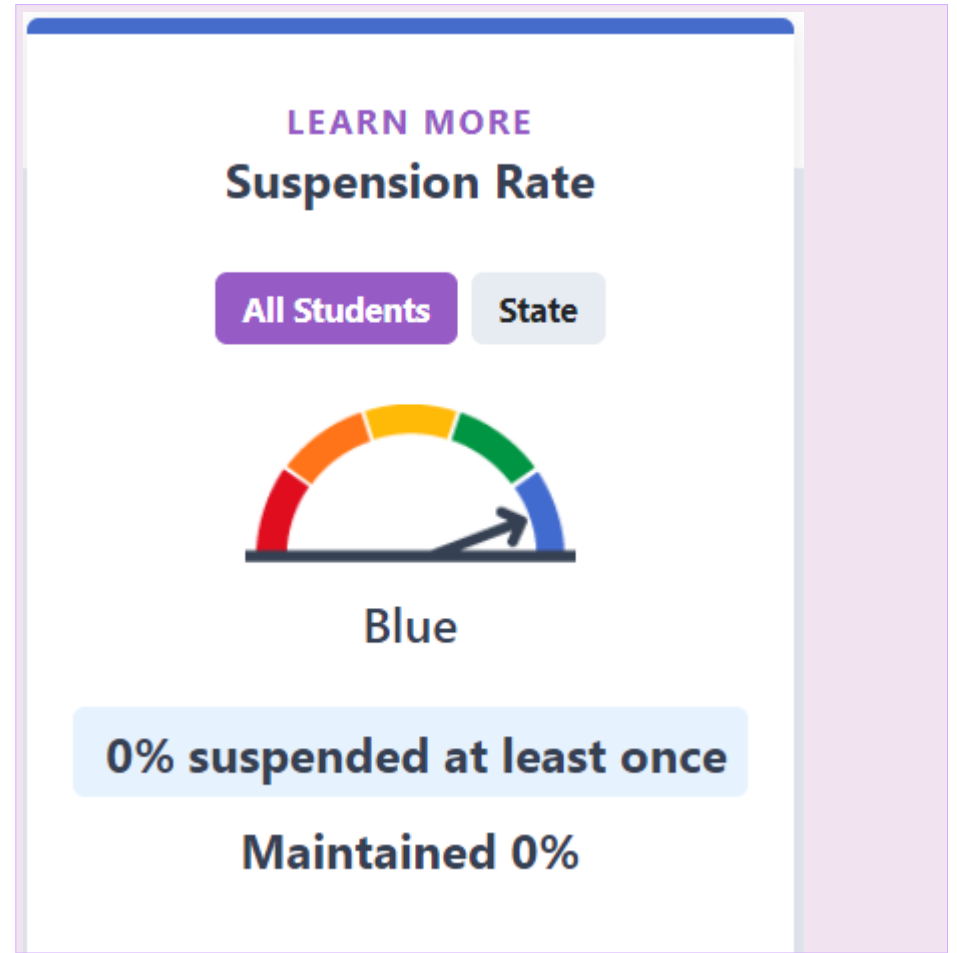 LEARN MORE
Suspension Rate
All Students State
Blue
0% suspended at least once
Maintained 0%